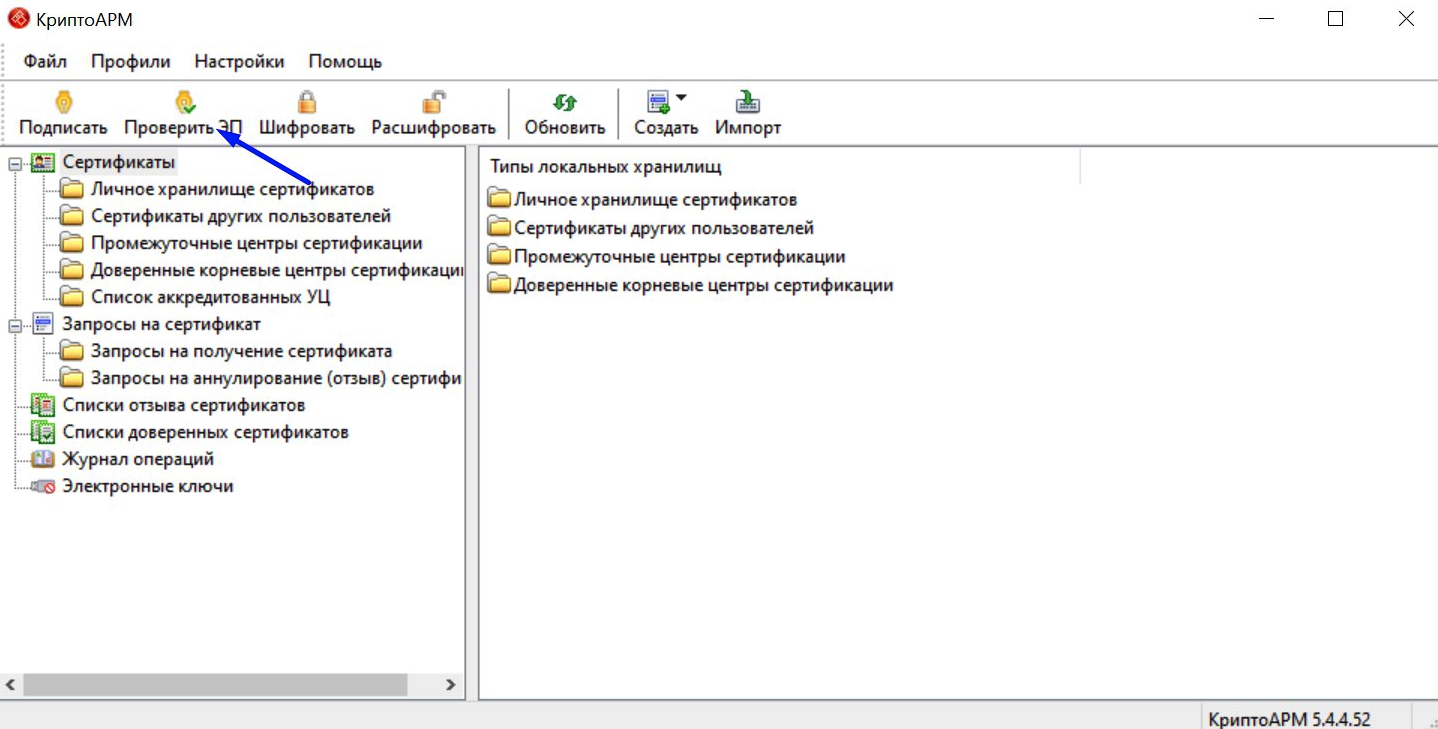 КриптоАРМ
Файл Профили Настройки Помощь
Подписать Проверить ЭП Шифровать Расшифровать Обновить Создать Импорт
Сертификаты
Личное хранилище сертификатов
Сертификаты других пользователей
Промежуточные центры сертификации
Доверенные корневые центры сертификаци
Список аккредитованных УЦ
Запросы на сертификат
Запросы на получение сертификата
Запросы на аннулирование (отзыв) сертифи
Списки отзыва сертификатов
Списки доверенных сертификатов
Журнал операций
Электронные ключи
Типы локальных хранилищ
Личное хранилище сертификатов
Сертификаты других пользователей
Промежуточные центры сертификации
Доверенные корневые центры сертификации
КриптоАРМ 5.4.4.52